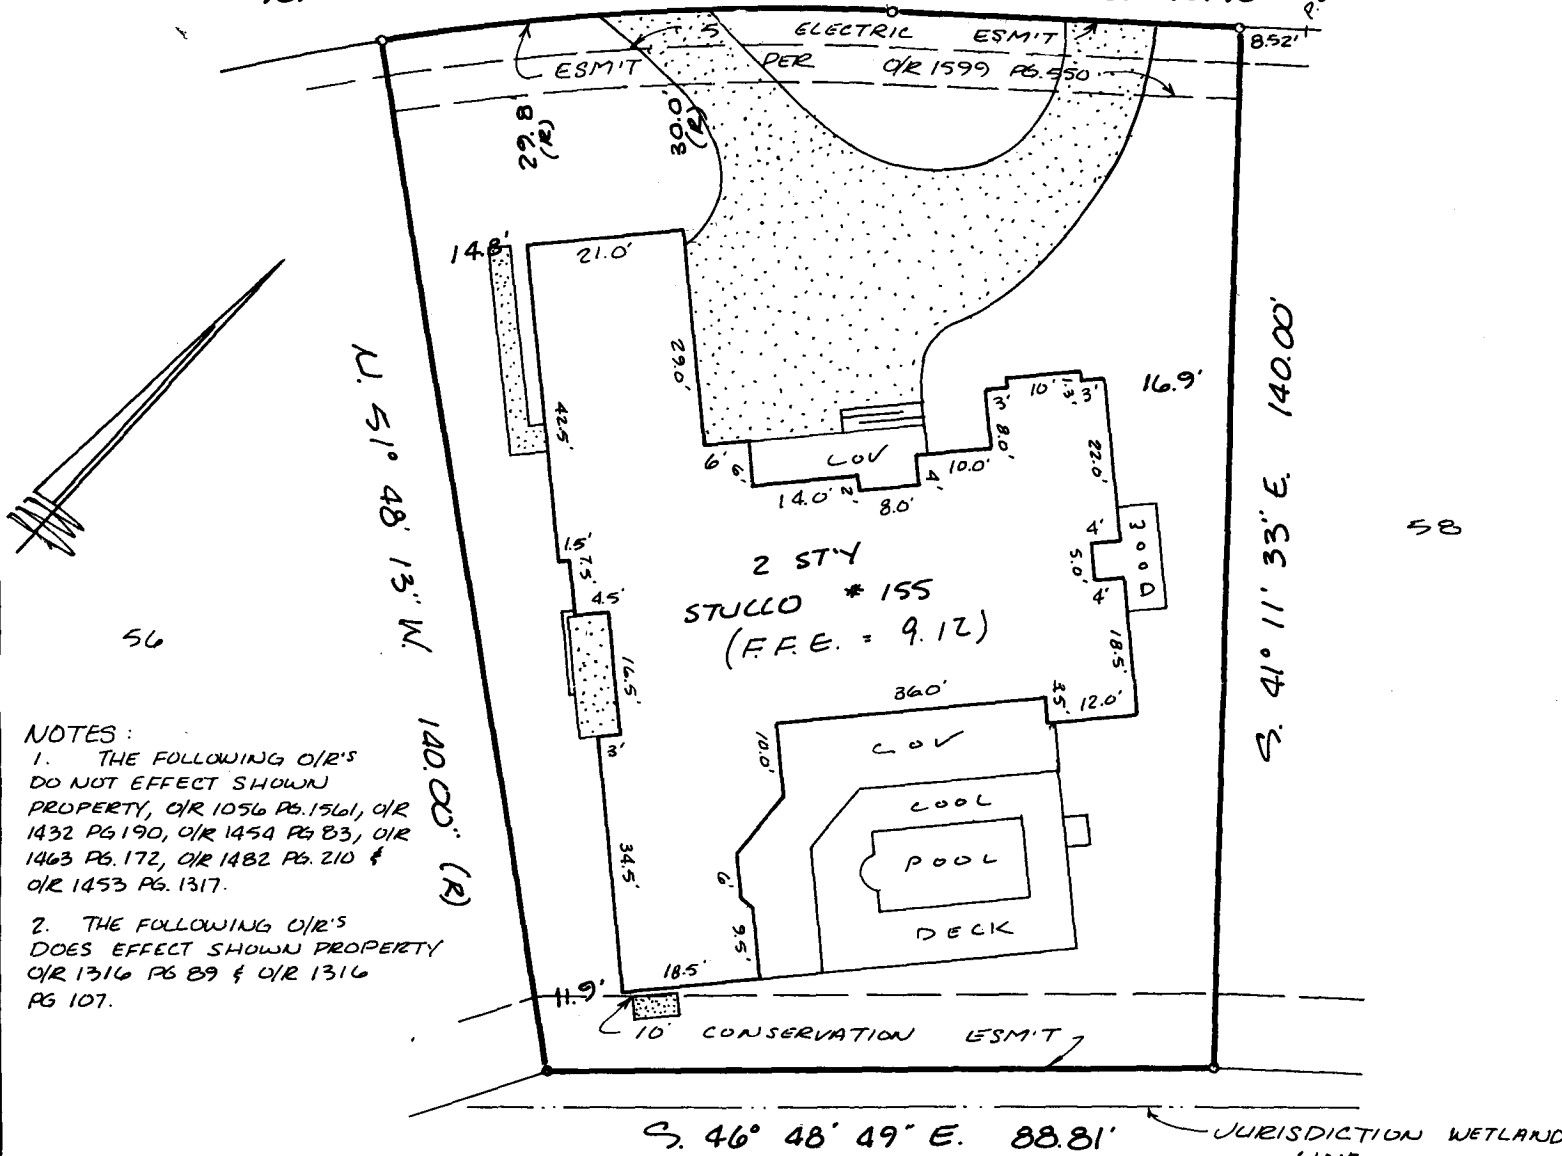 8.52'
5 ELECTRIC ESM'T
ESM'T PER O/R 1599 PG. 550
29.8'
(R)
30.0'
(R)
14.8'
21.0'
29.0'
42.5'
6'
6'
COV
14.0'
2'
8.0'
4'
10.0'
8.0'
3'
10'
1.3'
3'
16.9'
22.0'
4'
5.0'
4'
18.5'
12.0'
3.5'
36.0'
1.5'
7.5'
4.5'
16.5'
3'
34.5'
2 ST'Y
STUCCO # 155
(F.F.E. = 9.12)
N. 51° 48' 13" W. 140.00' (R)
S. 41° 11' 33" E. 140.00'
56
58
COV
10.0'
6'
9.5'
18.5'
COOL
POOL
DECK
NOTES:
1. THE FOLLOWING O/R'S
DO NOT EFFECT SHOWN
PROPERTY, O/R 1056 PG. 1561, O/R
1432 PG 190, O/R 1454 PG 83, O/R
1463 PG. 172, O/R 1482 PG. 210 &
O/R 1453 PG. 1317.
2. THE FOLLOWING O/R'S
DOES EFFECT SHOWN PROPERTY
O/R 1316 PG 89 & O/R 1316
PG 107.
11.9'
10' CONSERVATION ESM'T
S. 46° 48' 49" E. 88.81'
JURISDICTION WETLAND